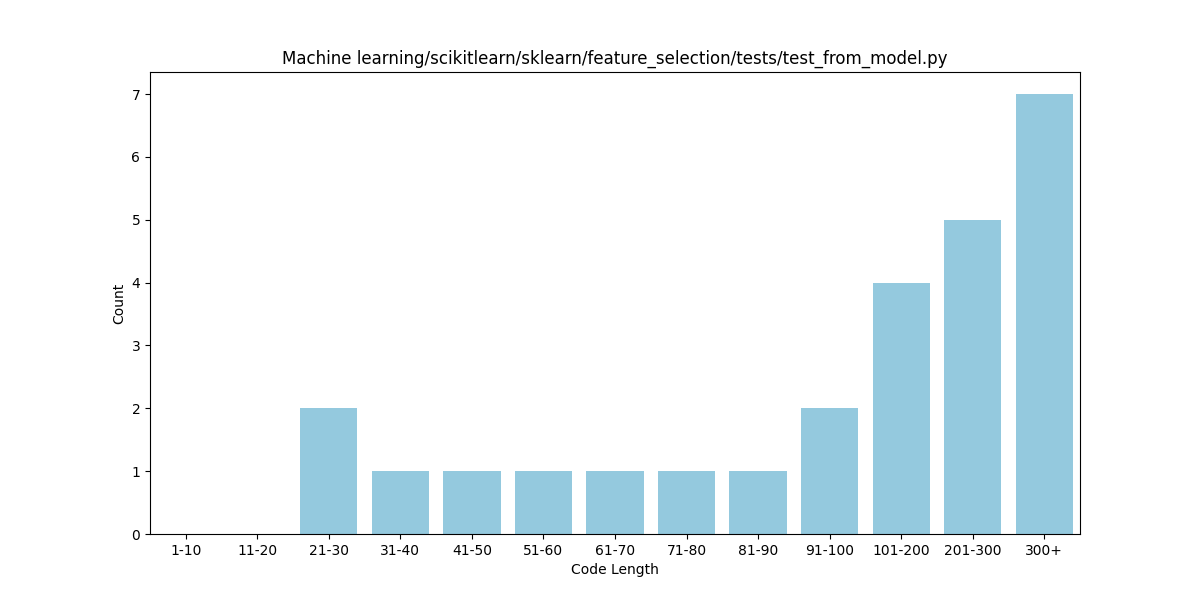 Machine learning/scikitlearn/sklearn/feature_selection/tests/test_from_model.py
7
6
5
4
3
2
1
0
Count
1-10 11-20 21-30 31-40 41-50 51-60 61-70 71-80 81-90 91-100 101-200 201-300 300+
Code Length